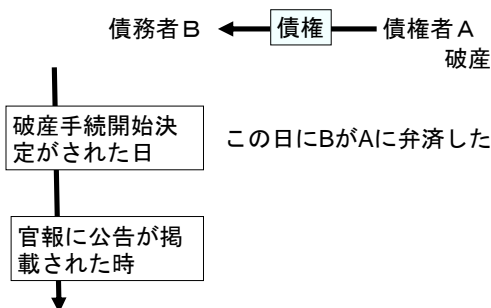 債務者Ｂ 債権 債権者Ａ
破産
破産手続開始決
定がされた日
この日にBがAに弁済した
官報に公告が掲
載された時